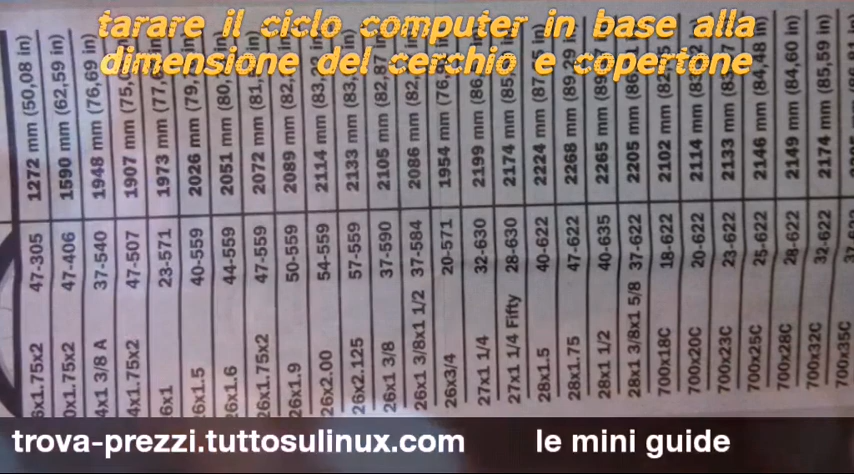 tarare il ciclo computer in base alla
dimensione del cerchio e copertone
47-305 1272 mm (50,08 in)
47-406 1590 mm (62,59 in)
37-540 1948 mm (76,69 in)
47-507 1907 mm
23-571 1973 mm
26x1.5 40-559 2026 mm
26x1.6 44-559 2051 mm
26x1.75x2 47-559 2072 mm
26x1.9 50-559 2089 mm
26x2.00 54-559 2114 mm
26x2.125 57-559 2133 mm
26x1 3/8 37-590 2105 mm
26x1 3/8x1 1/2 37-584 2086 mm
26x3/4 20-571 1954 mm
27x1 1/4 32-630 2199 mm
27x1 1/4 Fifty 28-630 2174 mm
28x1.5 40-622 2224 mm
28x1.75 47-622 2268 mm (89,29
28x1 1/2 40-635 2265 mm
28x1 3/8x1 5/8 37-622 2205 mm
700x18C 18-622 2102 mm
700x20C 20-622 2114 mm
700x23C 23-622 2133 mm
700x25C 25-622 2146 mm (84,48 in)
700x28C 28-622 2149 mm (84,60 in)
700x32C 32-622 2174 mm (85,59 in)
700x35C
trova-prezzi.tuttosulinux.com le mini guide